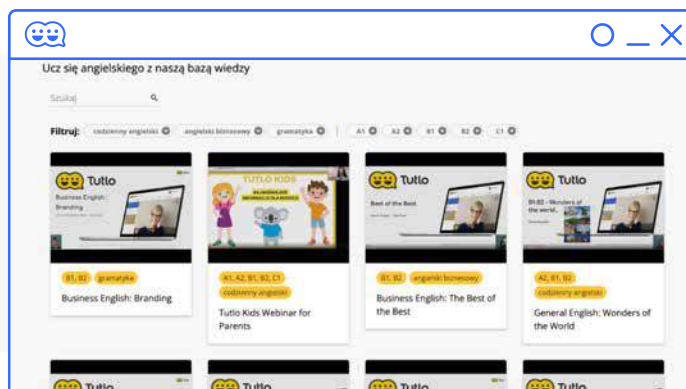 Ucz się angielskiego z naszą bazą wiedzy
Szukaj
Filtruj: codzienny angielski angielski biznesowy gramatyka | A1 A2 B1 B2 C1
Tutlo
Business English:
Branding
B1, B2 gramatyka
Business English: Branding
TUTLO KIDS
NAJWAŻNIEJSZE
INFORMACJE DLA RODZICA
A1, A2, B1, B2, C1
codzienny angielski
Tutlo Kids Webinar for
Parents
Tutlo
Best of the Best
B1, B2 angielski biznesowy
Business English: The Best of
the Best
Tutlo
B1/B2 - Wonders of
the world..
A2, B1, B2
codzienny angielski
General English: Wonders of
the World
Tutlo
Tutlo
Tutlo
Tutlo